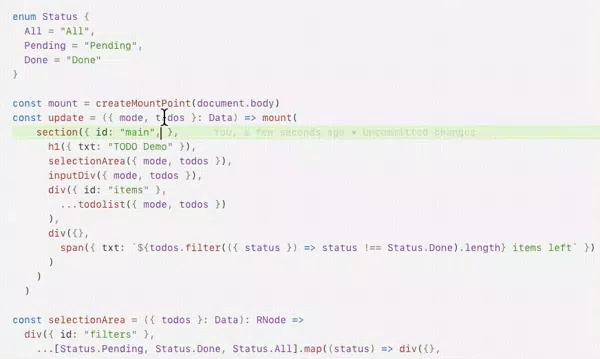 enum Status {
  All = "All",
  Pending = "Pending",
  Done = "Done"
}
const mount = createMountPoint(document.body)
const update = ({ mode, todos }: Data) => mount(
    section({ id: "main", }, You, a few seconds ago • Uncommitted changes
      h1({ txt: "TODO Demo" }),
      selectionArea({ mode, todos }),
      inputDiv({ mode, todos }),
      div({ id: "items" },
        ...todolist({ mode, todos })
      ),
      div({},
        span({ txt: `${todos.filter(({ status }) => status !== Status.Done).length} items left` })
      )
    )
  )
const selectionArea = ({ todos }: Data): RNode =>
  div({ id: "filters" },
    ...[Status.Pending, Status.Done, Status.All].map((status) => div({},